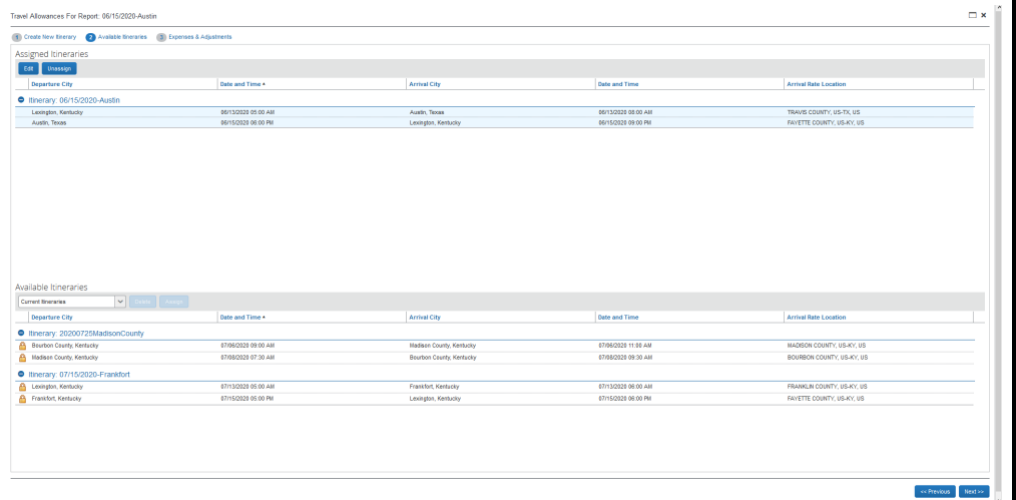 Travel Allowances For Report: 06/15/2020-Austin
1 Create New Itinerary 2 Available Itineraries 3 Expenses & Adjustments
Assigned Itineraries
Edit Unassign
Departure City Date and Time Arrival City Date and Time Arrival Rate Location
Itinerary: 06/15/2020-Austin
Lexington, Kentucky 06/13/2020 05:00 AM Austin, Texas 06/13/2020 08:00 AM TRAVIS COUNTY, US-TX, US
Austin, Texas 06/15/2020 06:00 PM Lexington, Kentucky 06/15/2020 09:00 PM FAYETTE COUNTY, US-KY, US
Available Itineraries
Current Itineraries Delete Assign
Departure City Date and Time Arrival City Date and Time Arrival Rate Location
Itinerary: 20200725MadisonCounty
Bourbon County, Kentucky 07/06/2020 09:00 AM Madison County, Kentucky 07/06/2020 11:00 AM MADISON COUNTY, US-KY, US
Madison County, Kentucky 07/08/2020 07:30 AM Bourbon County, Kentucky 07/08/2020 09:30 AM BOURBON COUNTY, US-KY, US
Itinerary: 07/15/2020-Frankfort
Lexington, Kentucky 07/13/2020 05:00 AM Frankfort, Kentucky 07/13/2020 06:00 AM FRANKLIN COUNTY, US-KY, US
Frankfort, Kentucky 07/15/2020 05:00 PM Lexington, Kentucky 07/15/2020 06:00 PM FAYETTE COUNTY, US-KY, US
<< Previous Next >>